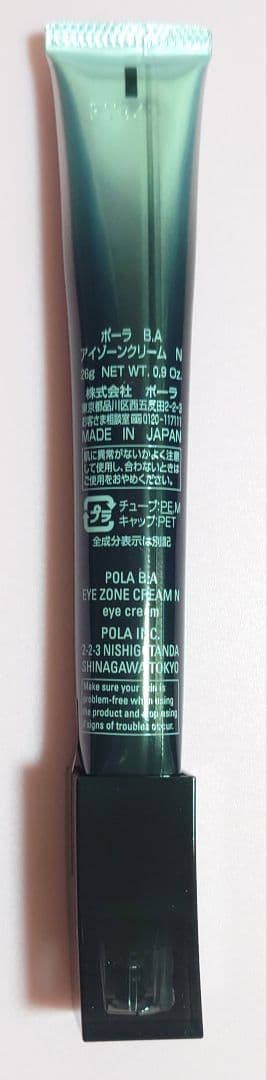 ポーラ B.A
アイゾーンクリーム N
26g NET WT. 0.9 Oz.
株式会社 ポーラ
東京都品川区西五反田2-2-3
お客さま相談室 0120-117111
MADE IN JAPAN
肌に異常がないかよく注意
して使用し、合わないときは
ご使用をおやめください。
プラ
チューブ:PE,M
キャップ:PET
全成分表示は別記
POLA B.A
EYE ZONE CREAM N
eye cream
POLA INC.
2-2-3 NISHIGOTANDA
SHINAGAWA TOKYO
Make sure your skin is
problem-free when using
the product and stop using
if signs of troubles occur.